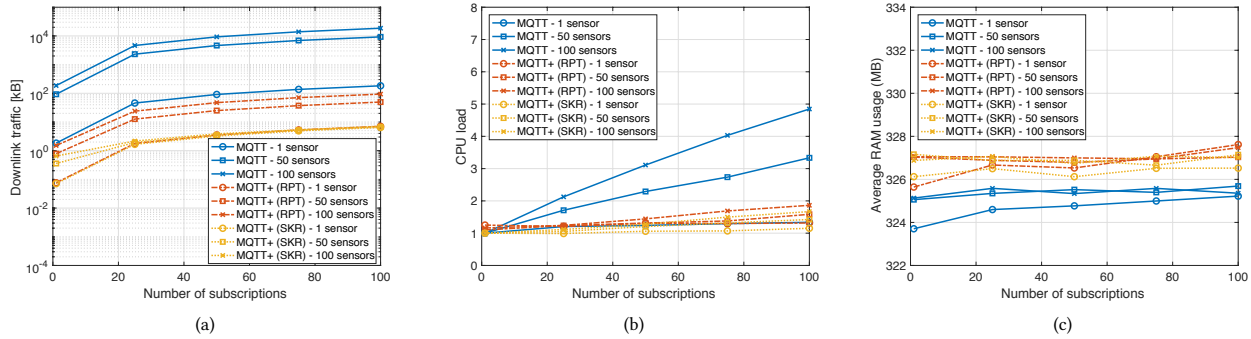 10^4
10^2
10^0
10^-2
10^-4
Downlink traffic [kB]
MQTT - 1 sensor
MQTT - 50 sensors
MQTT - 100 sensors
MQTT+ (RPT) - 1 sensor
MQTT+ (RPT) - 50 sensors
MQTT+ (RPT) - 100 sensors
MQTT+ (SKR) - 1 sensor
MQTT+ (SKR) - 50 sensors
MQTT+ (SKR) - 100 sensors
0 20 40 60 80 100
Number of subscriptions
(a)
8
7
6
5
4
3
2
1
0
CPU load
MQTT - 1 sensor
MQTT - 50 sensors
MQTT - 100 sensors
MQTT+ (RPT) - 1 sensor
MQTT+ (RPT) - 50 sensors
MQTT+ (RPT) - 100 sensors
MQTT+ (SKR) - 1 sensor
MQTT+ (SKR) - 50 sensors
MQTT+ (SKR) - 100 sensors
0 20 40 60 80 100
Number of subscriptions
(b)
334
332
330
328
326
324
322
Average RAM usage (MB)
MQTT - 1 sensor
MQTT - 50 sensors
MQTT - 100 sensors
MQTT+ (RPT) - 1 sensor
MQTT+ (RPT) - 50 sensors
MQTT+ (RPT) - 100 sensors
MQTT+ (SKR) - 1 sensor
MQTT+ (SKR) - 50 sensors
MQTT+ (SKR) - 100 sensors
0 20 40 60 80 100
Number of subscriptions
(c)